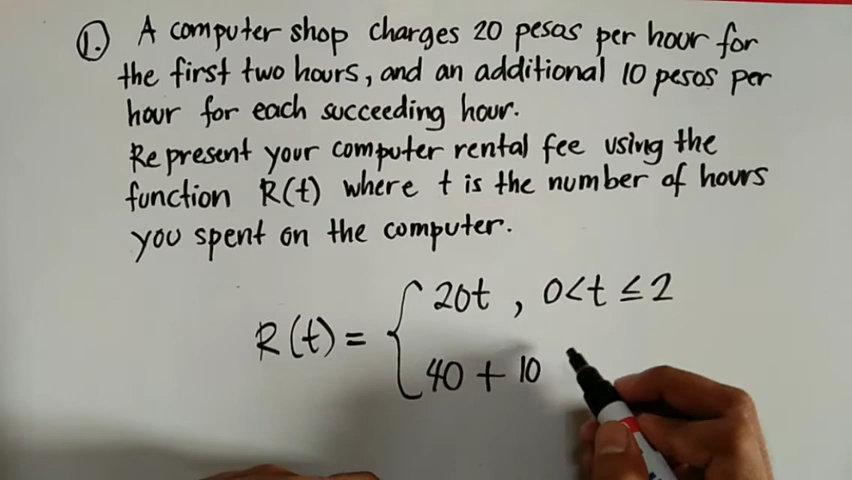 1. A computer shop charges 20 pesos per hour for
the first two hours, and an additional 10 pesos per
hour for each succeeding hour.
Represent your computer rental fee using the
function R(t) where t is the number of hours
you spent on the computer.
R(t) = { 20t , 0<t ≤ 2
40 + 10